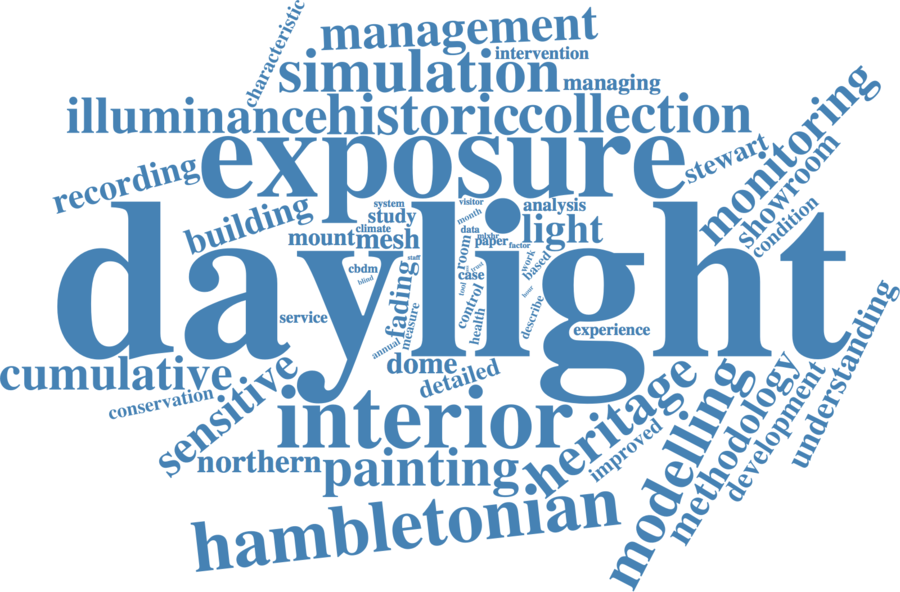 characteristic
management
intervention
simulation
managing
illuminance
historic
collection
monitoring
exposure
stewart
showroom
recording
condition
building
system
visitor
analysis
study
month
light
climate
data
mount
mesh
mixhr
paper
factor
daylight
staff
room
work
based
cbdm
case
trust
blind
fading
tool
control
hour
describe
health
service
measure
experience
annual
understanding
dome
detailed
cumulative
conservation
sensitive
interior
heritage
improved
modelling
methodology
development
northern
painting
hambletonian